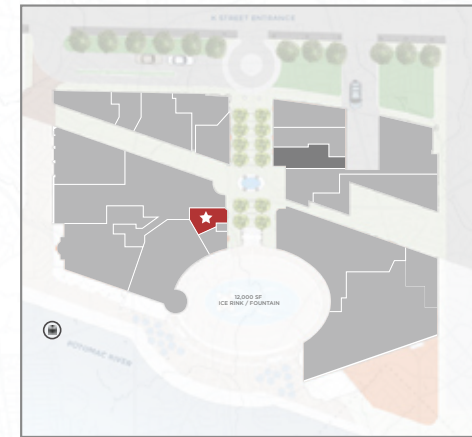 K STREET ENTRANCE
12,000 SF
ICE RINK / FOUNTAIN
POTOMAC RIVER